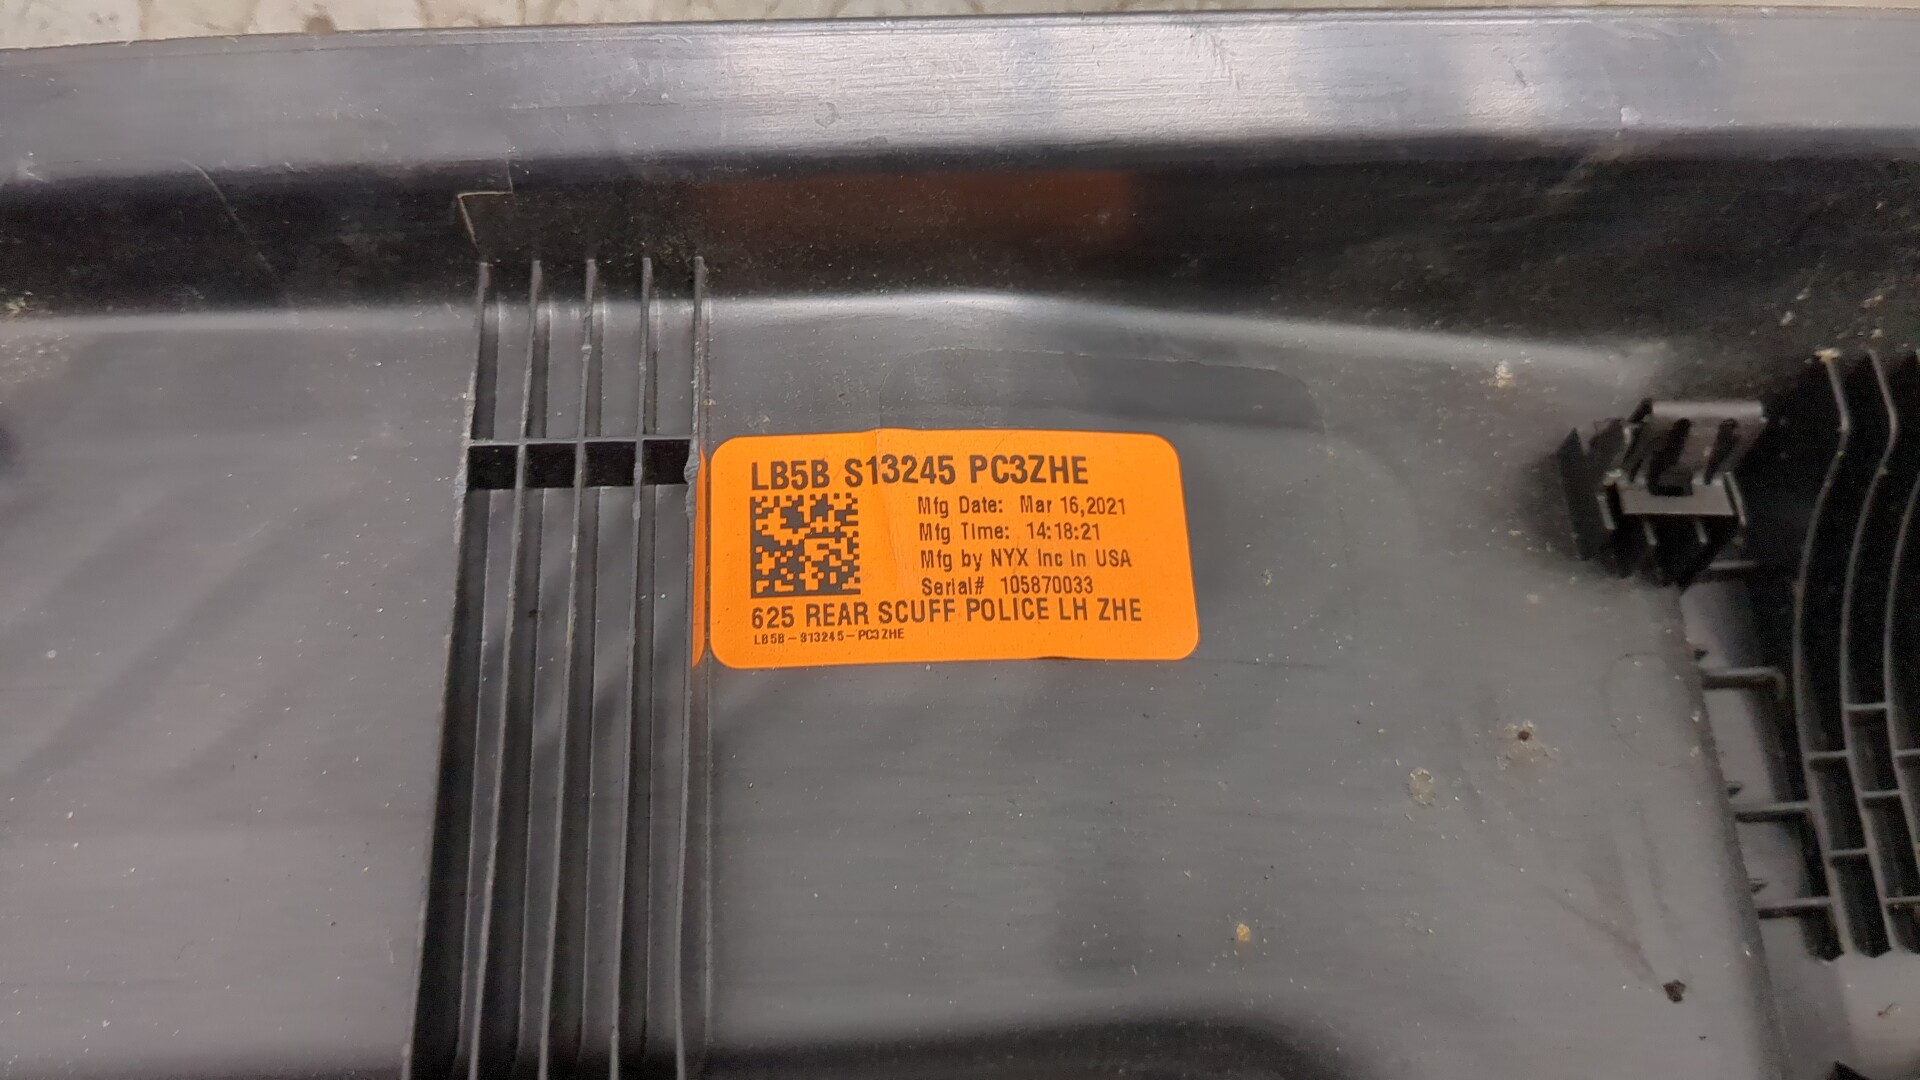 LB5B S13245 PC3ZHE
Mfg Date: Mar 16,2021
Mfg Time: 14:18:21
Mfg by NYX Inc in USA
Serial# 105870033
625 REAR SCUFF POLICE LH ZHE
LB5B-S13245-PC3ZHE